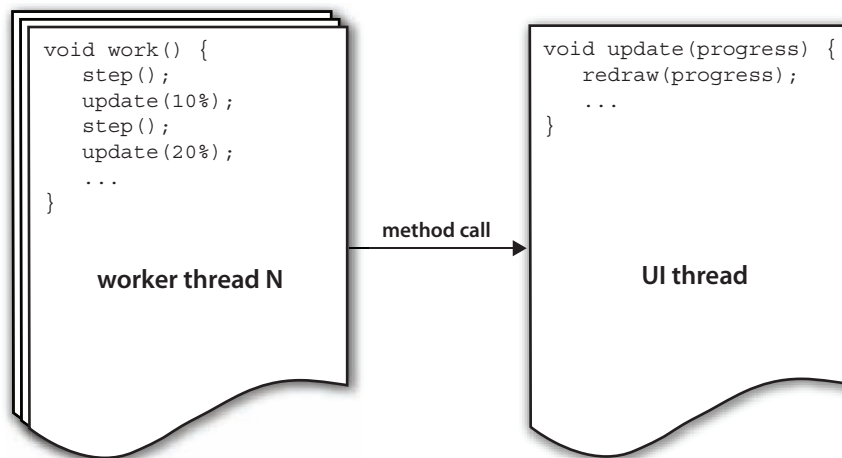 void work() {
step();
update(10%);
step();
update(20%);
...
}
worker thread N
method call
void update(progress) {
redraw(progress);
...
}
UI thread